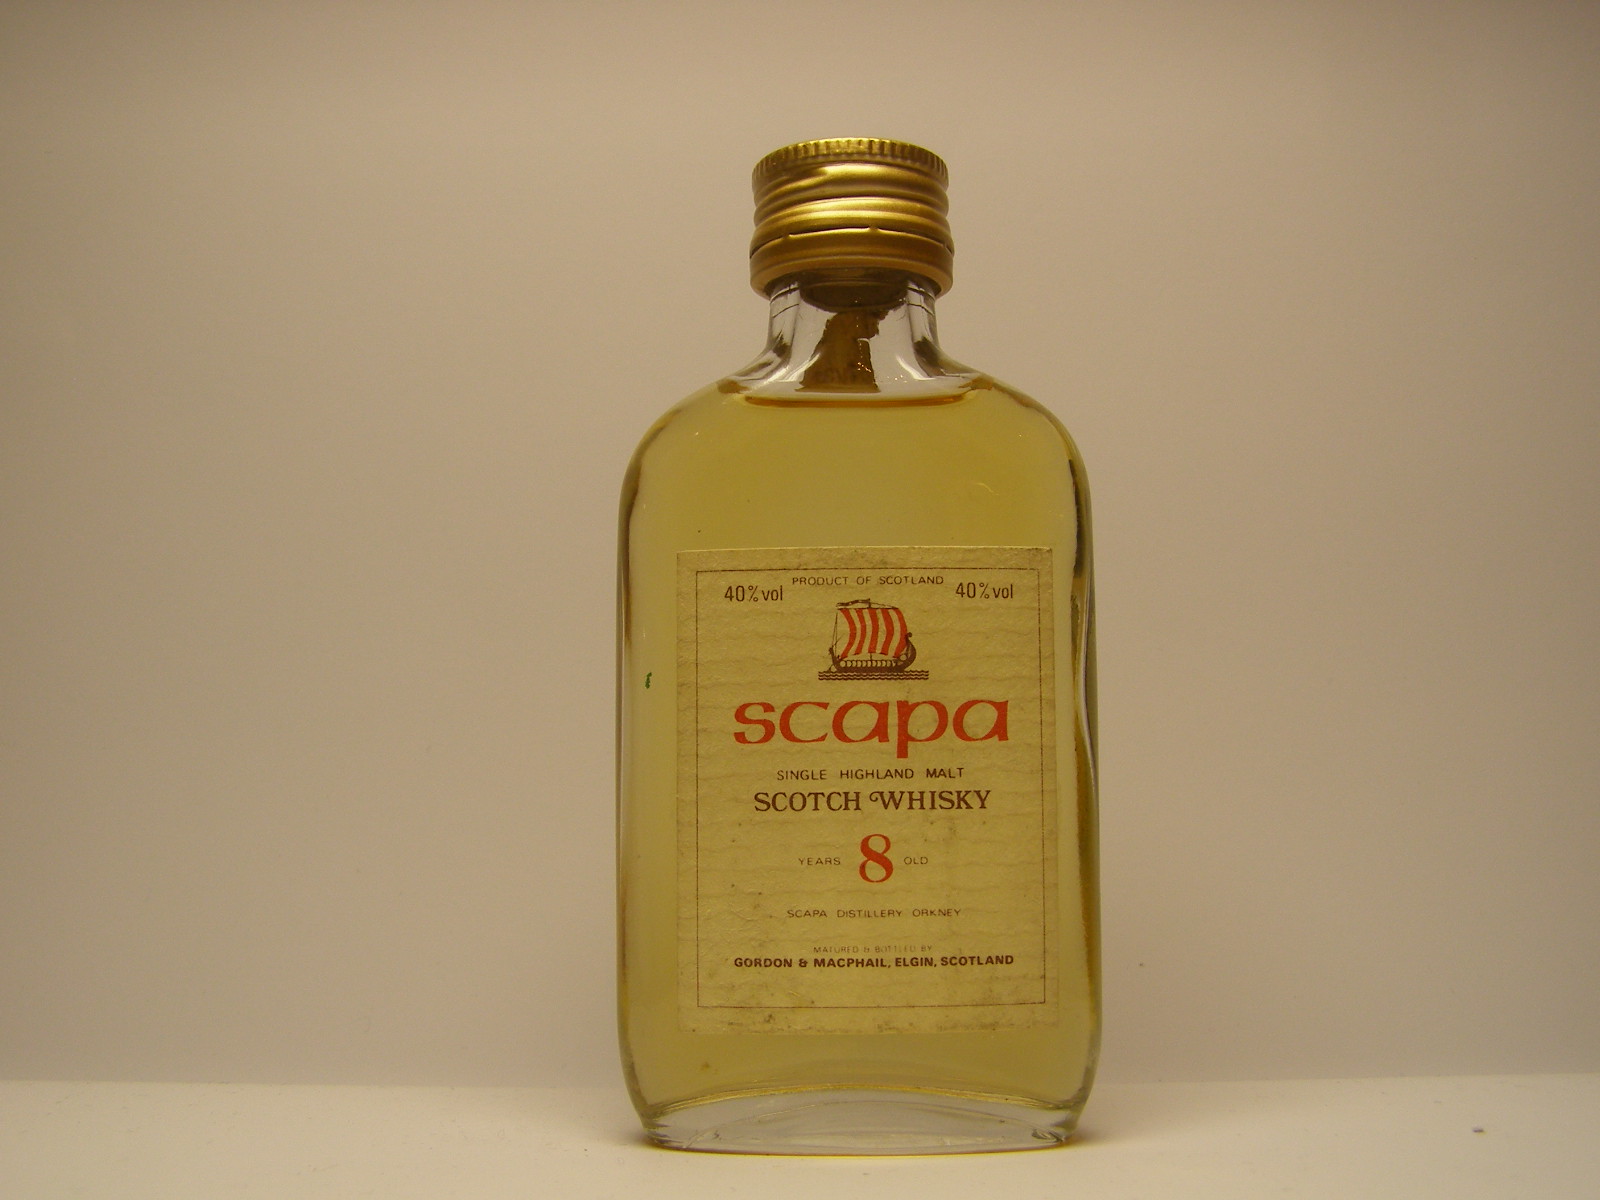 PRODUCT OF SCOTLAND
40%vol 40%vol
scapa
SINGLE HIGHLAND MALT
SCOTCH WHISKY
YEARS 8 OLD
SCAPA DISTILLERY ORKNEY
MATURED & BOTTLED BY
GORDON & MACPHAIL, ELGIN, SCOTLAND